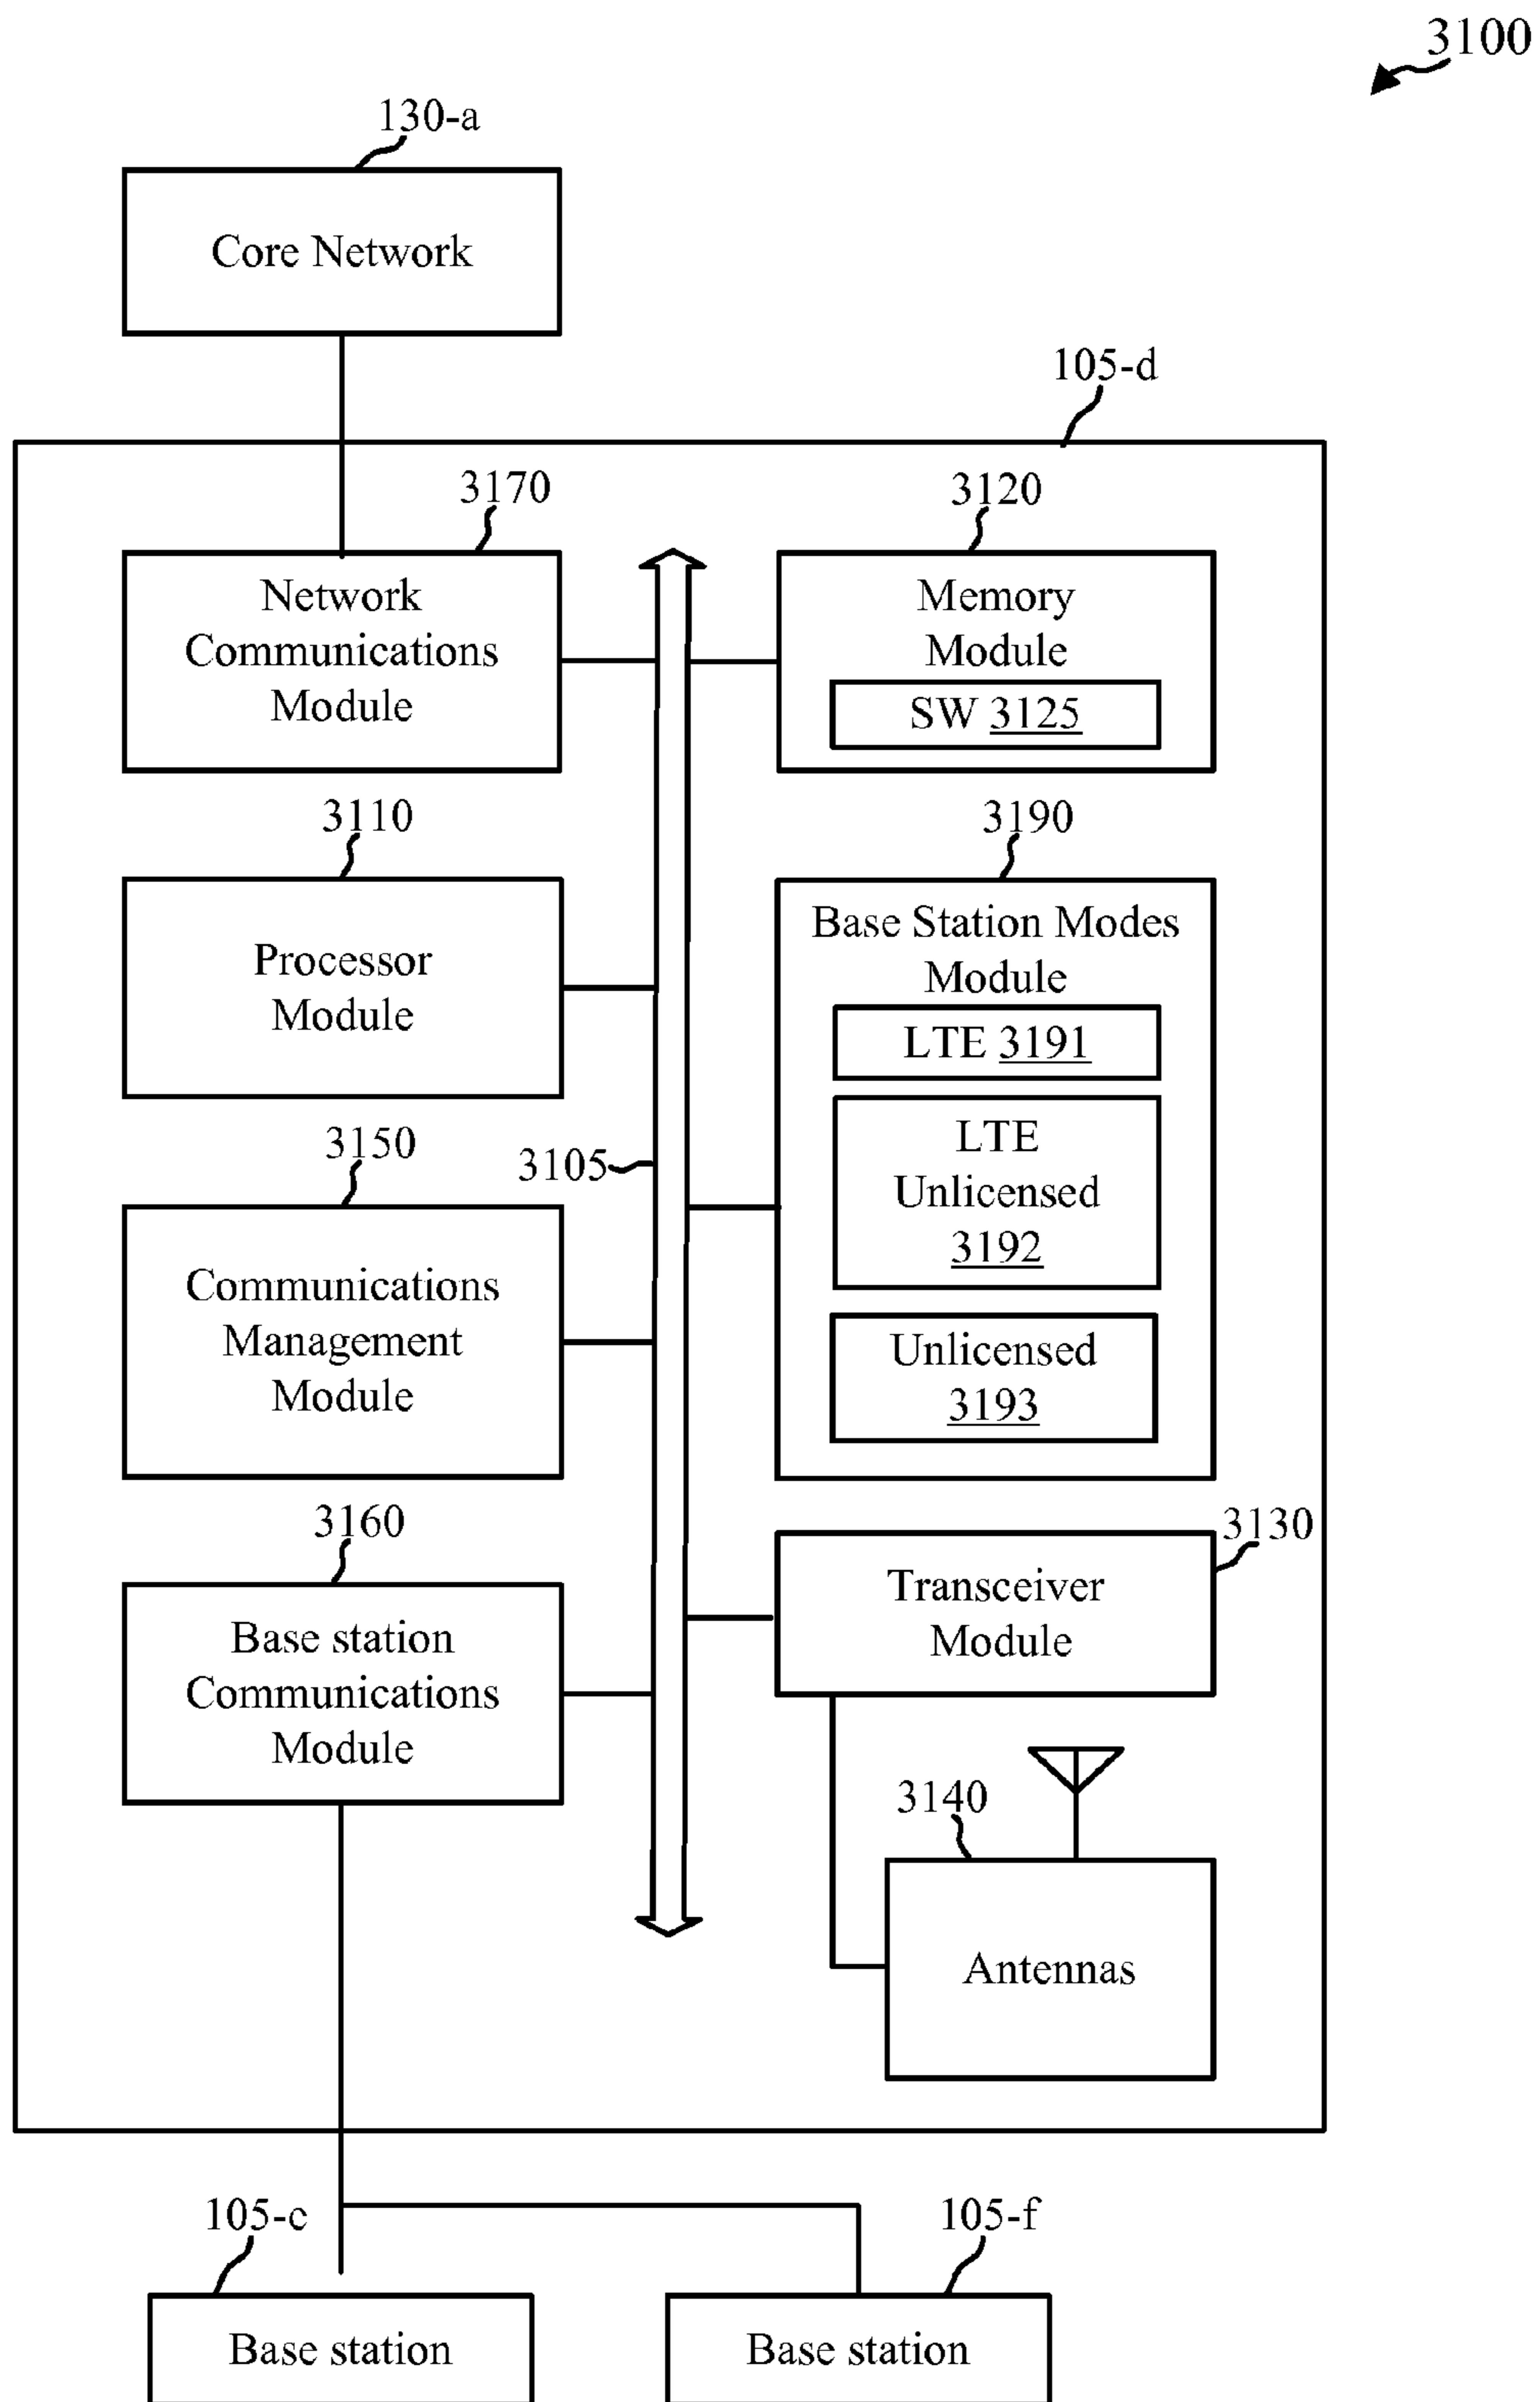 3100
130-a
Core Network
105-d
3170
3120
Network
Communications
Module
Memory
Module
SW 3125
3110
3190
Processor
Module
Base Station Modes
Module
LTE 3191
LTE
Unlicensed
3192
Unlicensed
3193
3150
3105
Communications
Management
Module
3160
3130
Base station
Communications
Module
Transceiver
Module
3140
Antennas
105-c
105-f
Base station
Base station